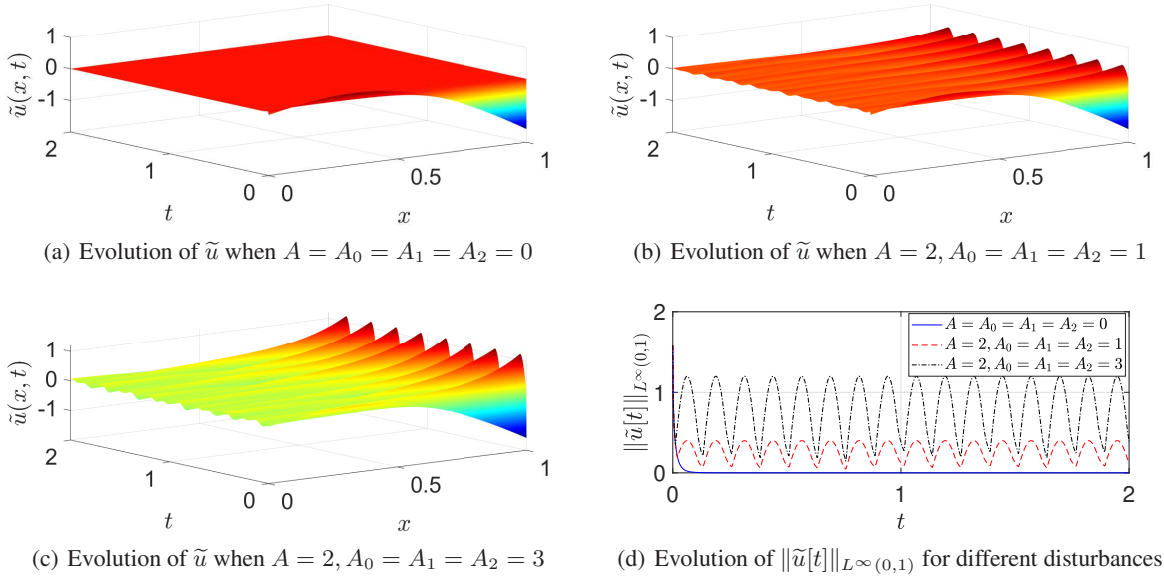 1
0
-1
2
1
0
0
0.5
1
ũ(x, t)
t
x
(a) Evolution of ũ when A = A₀ = A₁ = A₂ = 0
1
0
-1
2
1
0
0
0.5
1
ũ(x, t)
t
x
(b) Evolution of ũ when A = 2, A₀ = A₁ = A₂ = 1
1
0
-1
2
1
0
0
0.5
1
ũ(x, t)
t
x
(c) Evolution of ũ when A = 2, A₀ = A₁ = A₂ = 3
2
1
0
0
1
2
‖ũ[t]‖_{L^∞(0,1)}
t
A = A₀ = A₁ = A₂ = 0
A = 2, A₀ = A₁ = A₂ = 1
A = 2, A₀ = A₁ = A₂ = 3
(d) Evolution of ‖ũ[t]‖_{L^∞(0,1)} for different disturbances